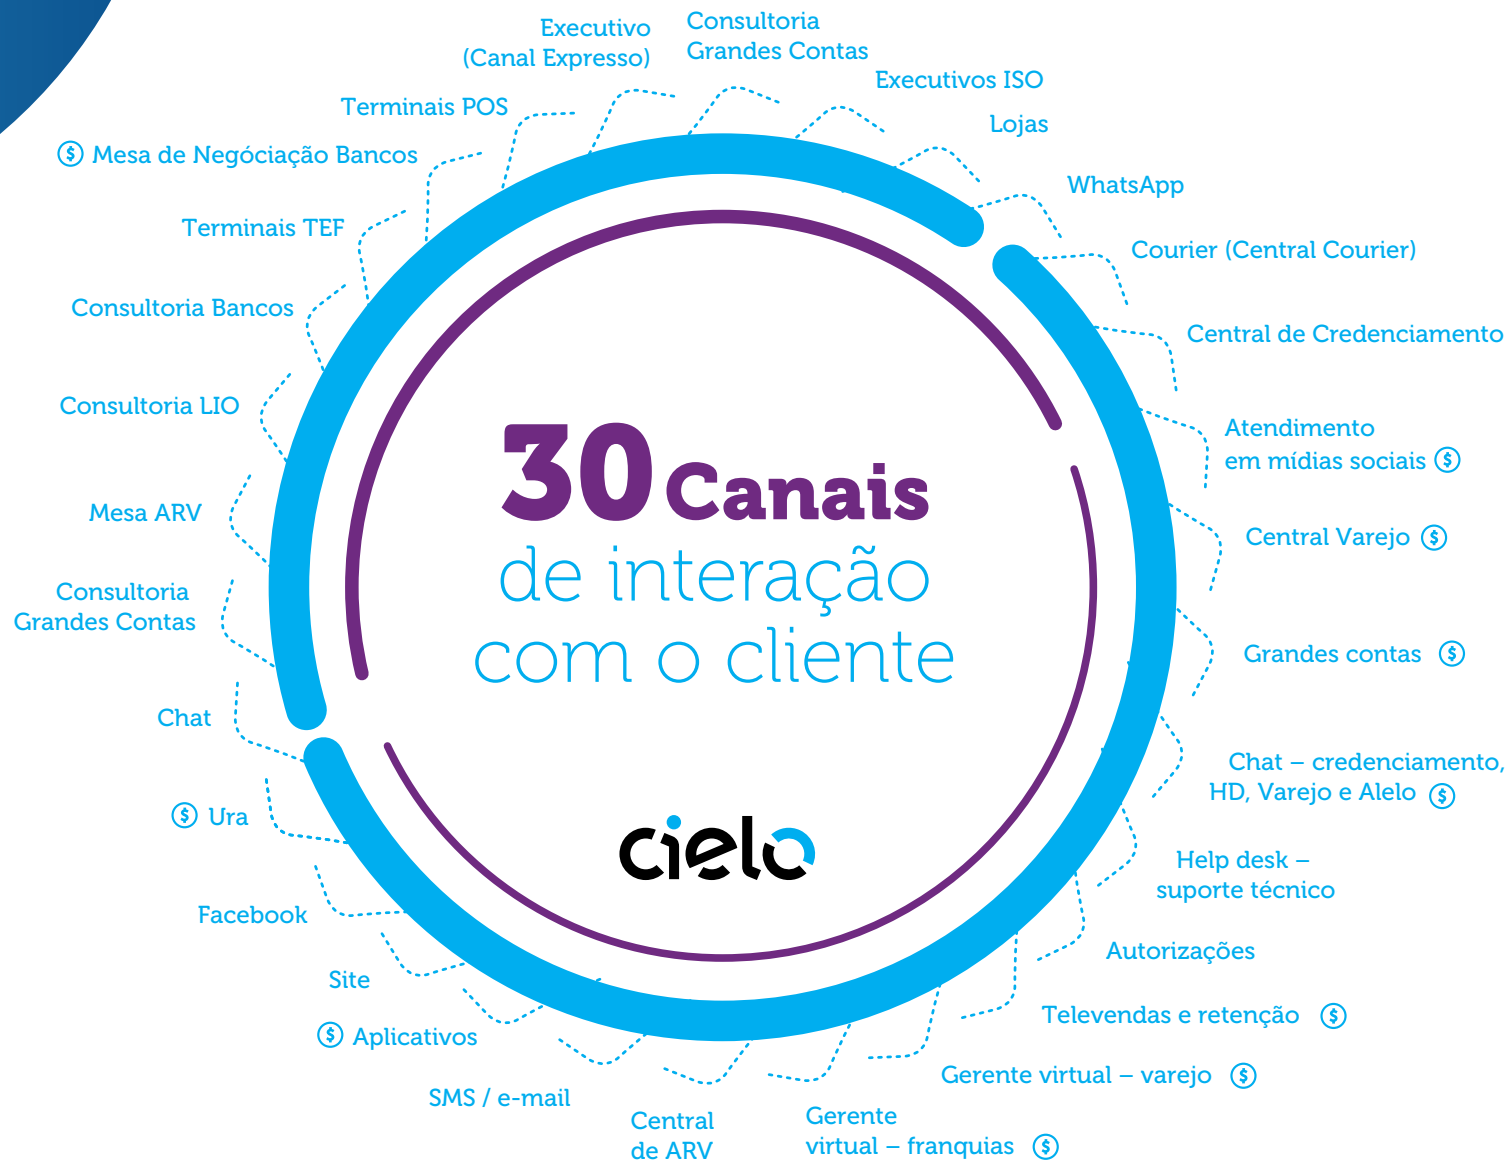 Executivo
(Canal Expresso)
Consultoria
Grandes Contas
Executivos ISO
Lojas
WhatsApp
Courier (Central Courier)
Central de Credenciamento
Atendimento
em mídias sociais $
Central Varejo $
Grandes contas $
Chat – credenciamento,
HD, Varejo e Alelo $
Help desk –
suporte técnico
Autorizações
Televendas e retenção $
Gerente virtual – varejo $
Gerente
virtual – franquias $
Central
de ARV
SMS / e-mail
$ Aplicativos
Site
Facebook
$ Ura
Chat
Consultoria
Grandes Contas
Mesa ARV
Consultoria LIO
Consultoria Bancos
Terminais TEF
$ Mesa de Negóciação Bancos
Terminais POS
30 Canais
de interação
com o cliente
cielo